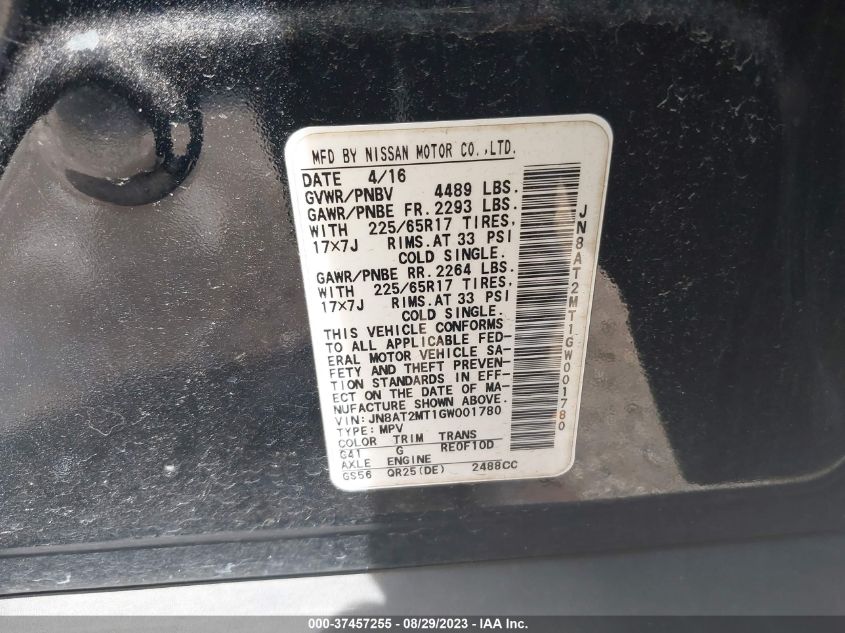 MFD BY NISSAN MOTOR CO.,LTD.
DATE 4/16
GVWR/PNBV 4489 LBS.
GAWR/PNBE FR. 2293 LBS.
WITH 225/65R17 TIRES,
17×7J RIMS.AT 33 PSI
COLD SINGLE.
GAWR/PNBE RR. 2264 LBS.
WITH 225/65R17 TIRES,
17×7J RIMS.AT 33 PSI
COLD SINGLE.
THIS VEHICLE CONFORMS
TO ALL APPLICABLE FED-
ERAL MOTOR VEHICLE SA-
FETY AND THEFT PREVEN-
TION STANDARDS IN EFF-
ECT ON THE DATE OF MA-
NUFACTURE SHOWN ABOVE.
VIN: JN8AT2MT1GW001780
TYPE: MPV
COLOR TRIM TRANS
G41 G RE0F10D
AXLE ENGINE
GS56 QR25(DE) 2488CC
JN8AT2MT1GW001780
000-37457255 - 08/29/2023 - IAA Inc.